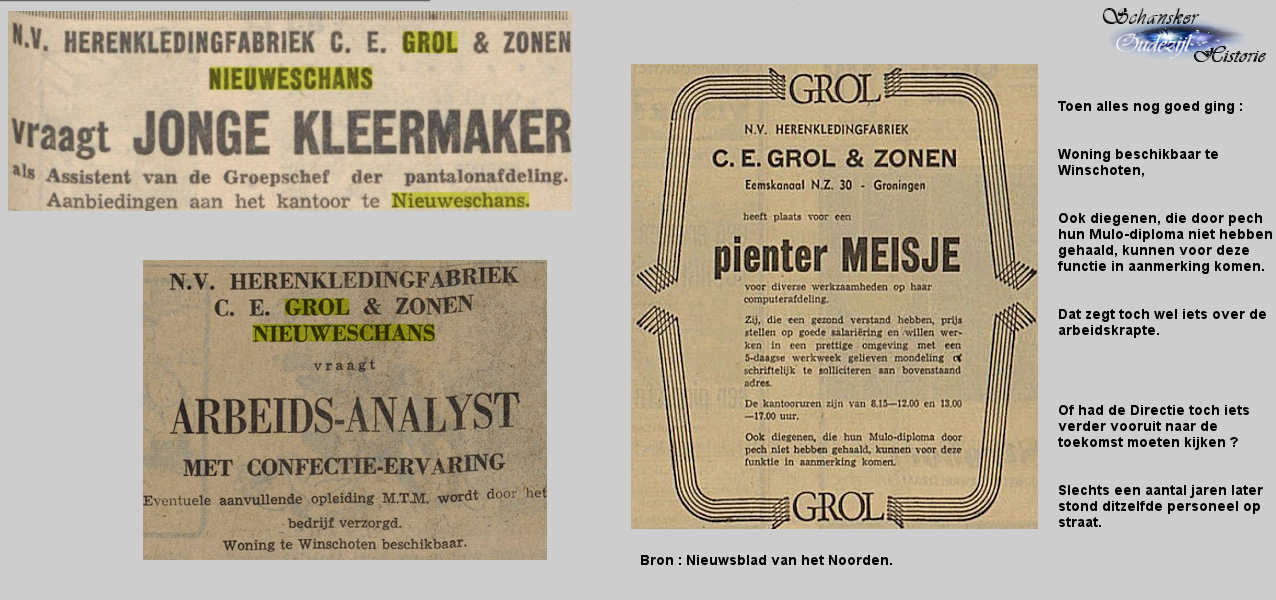 N.V. HERENKLEDINGFABRIEK C. E. GROL & ZONEN
NIEUWESCHANS
vraagt JONGE KLEERMAKER
als Assistent van de Groepschef der pantalonafdeling.
Aanbiedingen aan het kantoor te Nieuweschans.
N.V. HERENKLEDINGFABRIEK
C. E. GROL & ZONEN
NIEUWESCHANS
vraagt
ARBEIDS-ANALYST
MET CONFECTIE-ERVARING
Eventuele aanvullende opleiding M.T.M. wordt door het
bedrijf verzorgd.
Woning te Winschoten beschikbaar.
GROL
N.V. HERENKLEDINGFABRIEK
C. E. GROL & ZONEN
Eemskanaal N.Z. 30 - Groningen
heeft plaats voor een
pienter MEISJE
voor diverse werkzaamheden op haar
computerafdeling.
Zij, die een gezond verstand hebben, prijs
stellen op goede salariëring en willen wer-
ken in een prettige omgeving met een
5-daagse werkweek gelieven mondeling of
schriftelijk te solliciteren aan bovenstaand
adres.
De kantooruren zijn van 8.15—12.00 en 13.00
—17.00 uur.
Ook diegenen, die hun Mulo-diploma door
pech niet hebben gehaald, kunnen voor deze
funktie in aanmerking komen.
GROL
Bron : Nieuwsblad van het Noorden.
Schansker
Oudezijl
Historie
Toen alles nog goed ging :
Woning beschikbaar te
Winschoten,
Ook diegenen, die door pech
hun Mulo-diploma niet hebben
gehaald, kunnen voor deze
functie in aanmerking komen.
Dat zegt toch wel iets over de
arbeidskrapte.
Of had de Directie toch iets
verder vooruit naar de
toekomst moeten kijken ?
Slechts een aantal jaren later
stond ditzelfde personeel op
straat.